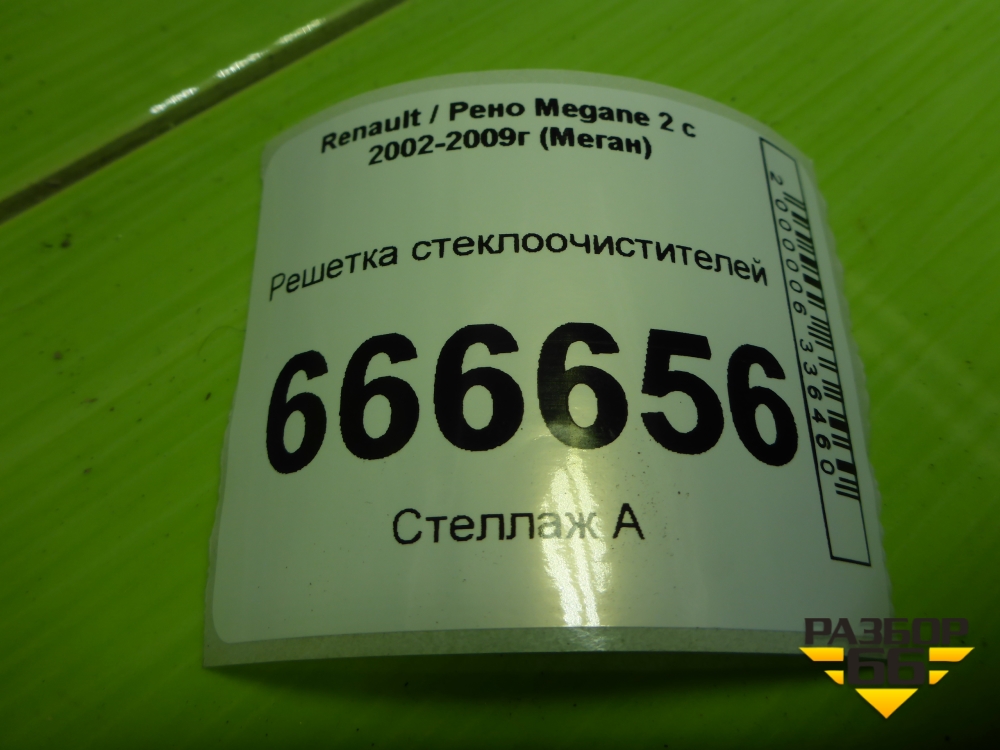 Renault / Рено Megane 2 с
2002-2009г (Меган)
Решетка стеклоочистителей
666656
Стеллаж А
2000006336460
РАЗБОР
66